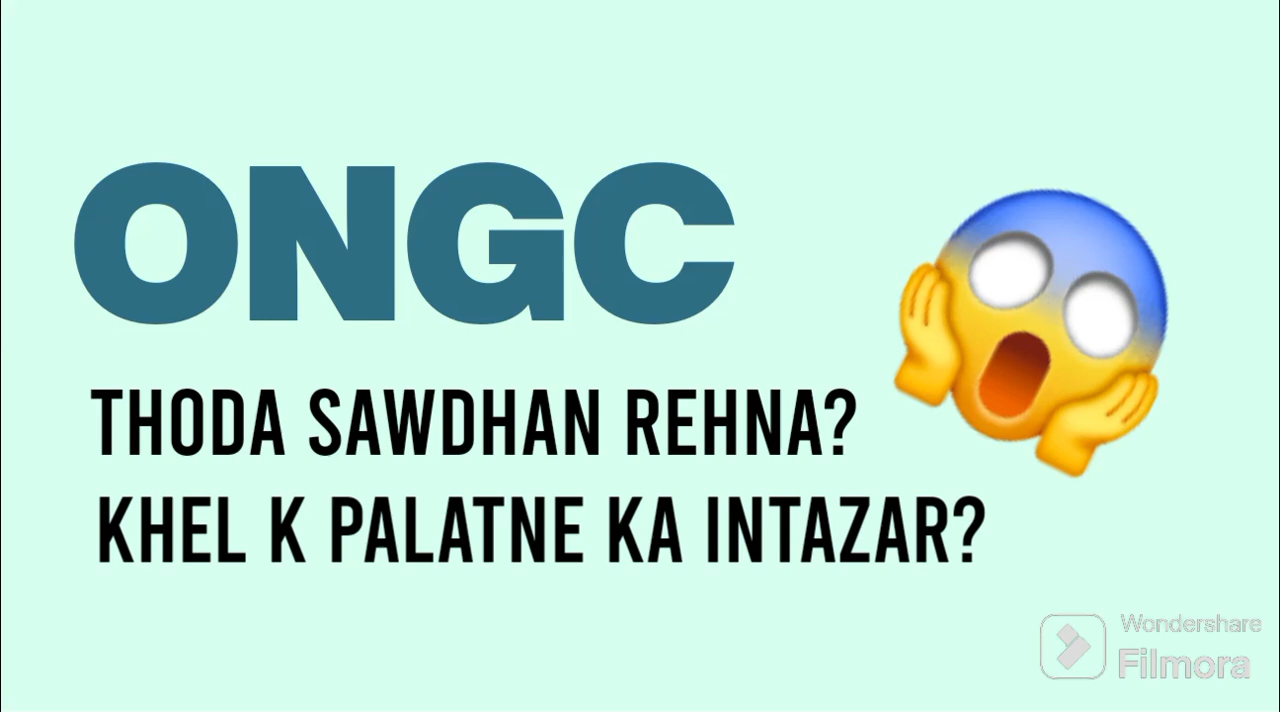 ONGC
THODA SAWDHAN REHNA?
KHEL K PALATNE KA INTAZAR?
Wondershare
Filmora